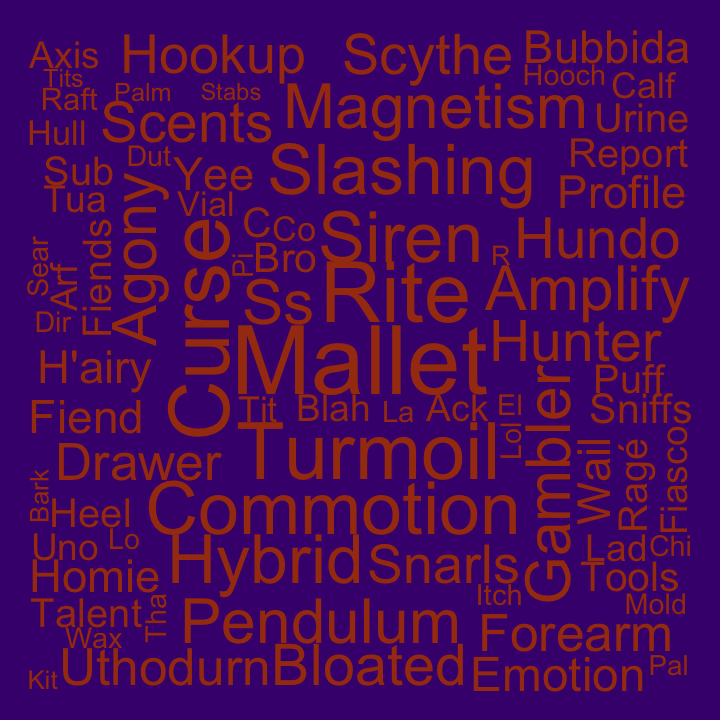 Axis Hookup Scythe Bubbida
Tits Hooch
Raft Palm Stabs Magnetism Calf
Hull Scents Urine
Dut Slashing Report
Sub Yee Profile
Tua Vial
C Co Siren Hundo
Sear Arf Fiends Agony Curse Pi Bro R
Dir Ss Rite Amplify
H'airy Mallet Hunter
Puff
Fiend Tit Blah La Ack El Sniffs
Drawer Turmoil Lol Gambler Wail Ragé Fiasco
Bark Heel Commotion
Uno Lo Hybrid Snarls Lad Chi
Homie Tools
Talent Tha Pendulum Itch Mold
Wax Forearm
Kit Uthodurn Bloated Emotion Pal